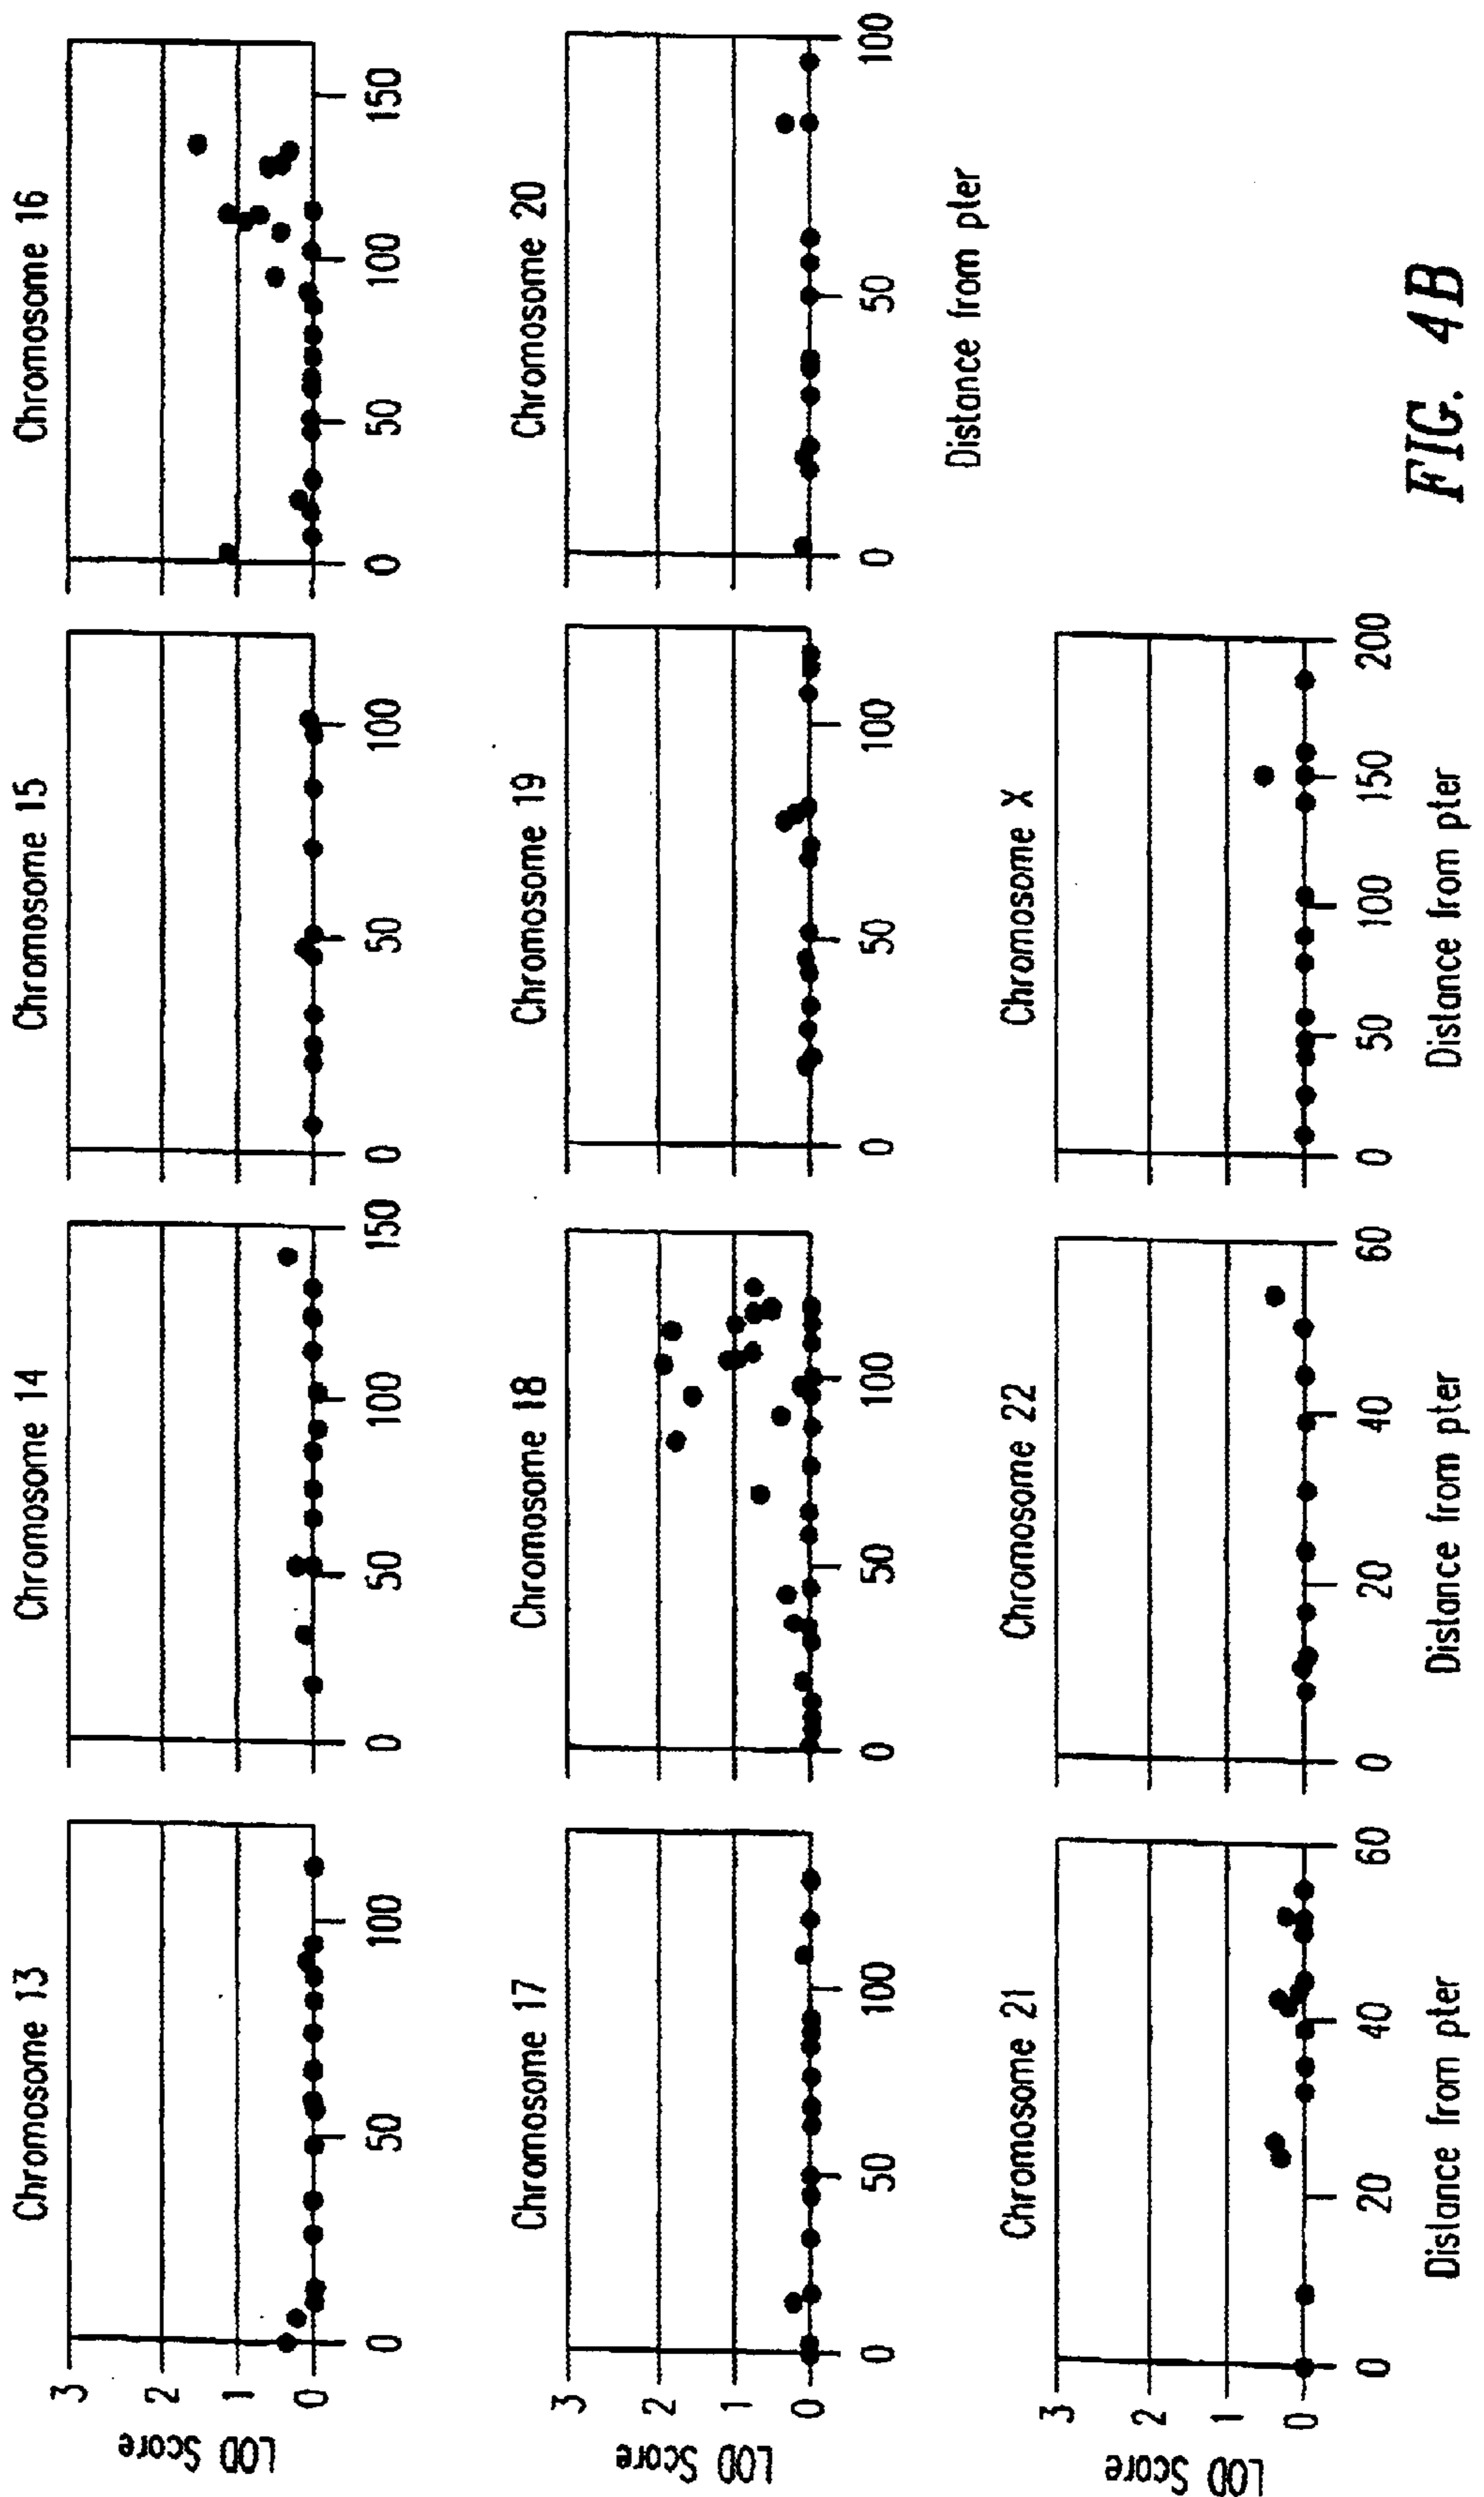 Chromosome 13
Chromosome 14
Chromosome 15
Chromosome 16
LOD Score
3
2
1
0
0 50 100
0 50 100 150
0 50 100
0 50 100 150
Chromosome 17
Chromosome 18
Chromosome 19
Chromosome 20
LOD Score
3
2
1
0
0 50 100
0 50 100
0 50 100
0 50 100
Distance from pter
Chromosome 21
Chromosome 22
Chromosome X
LOD Score
3
2
1
0
0 20 40 60
0 20 40 60
0 50 100 150 200
Distance from pter
Distance from pter
Distance from pter
FIG. 4B